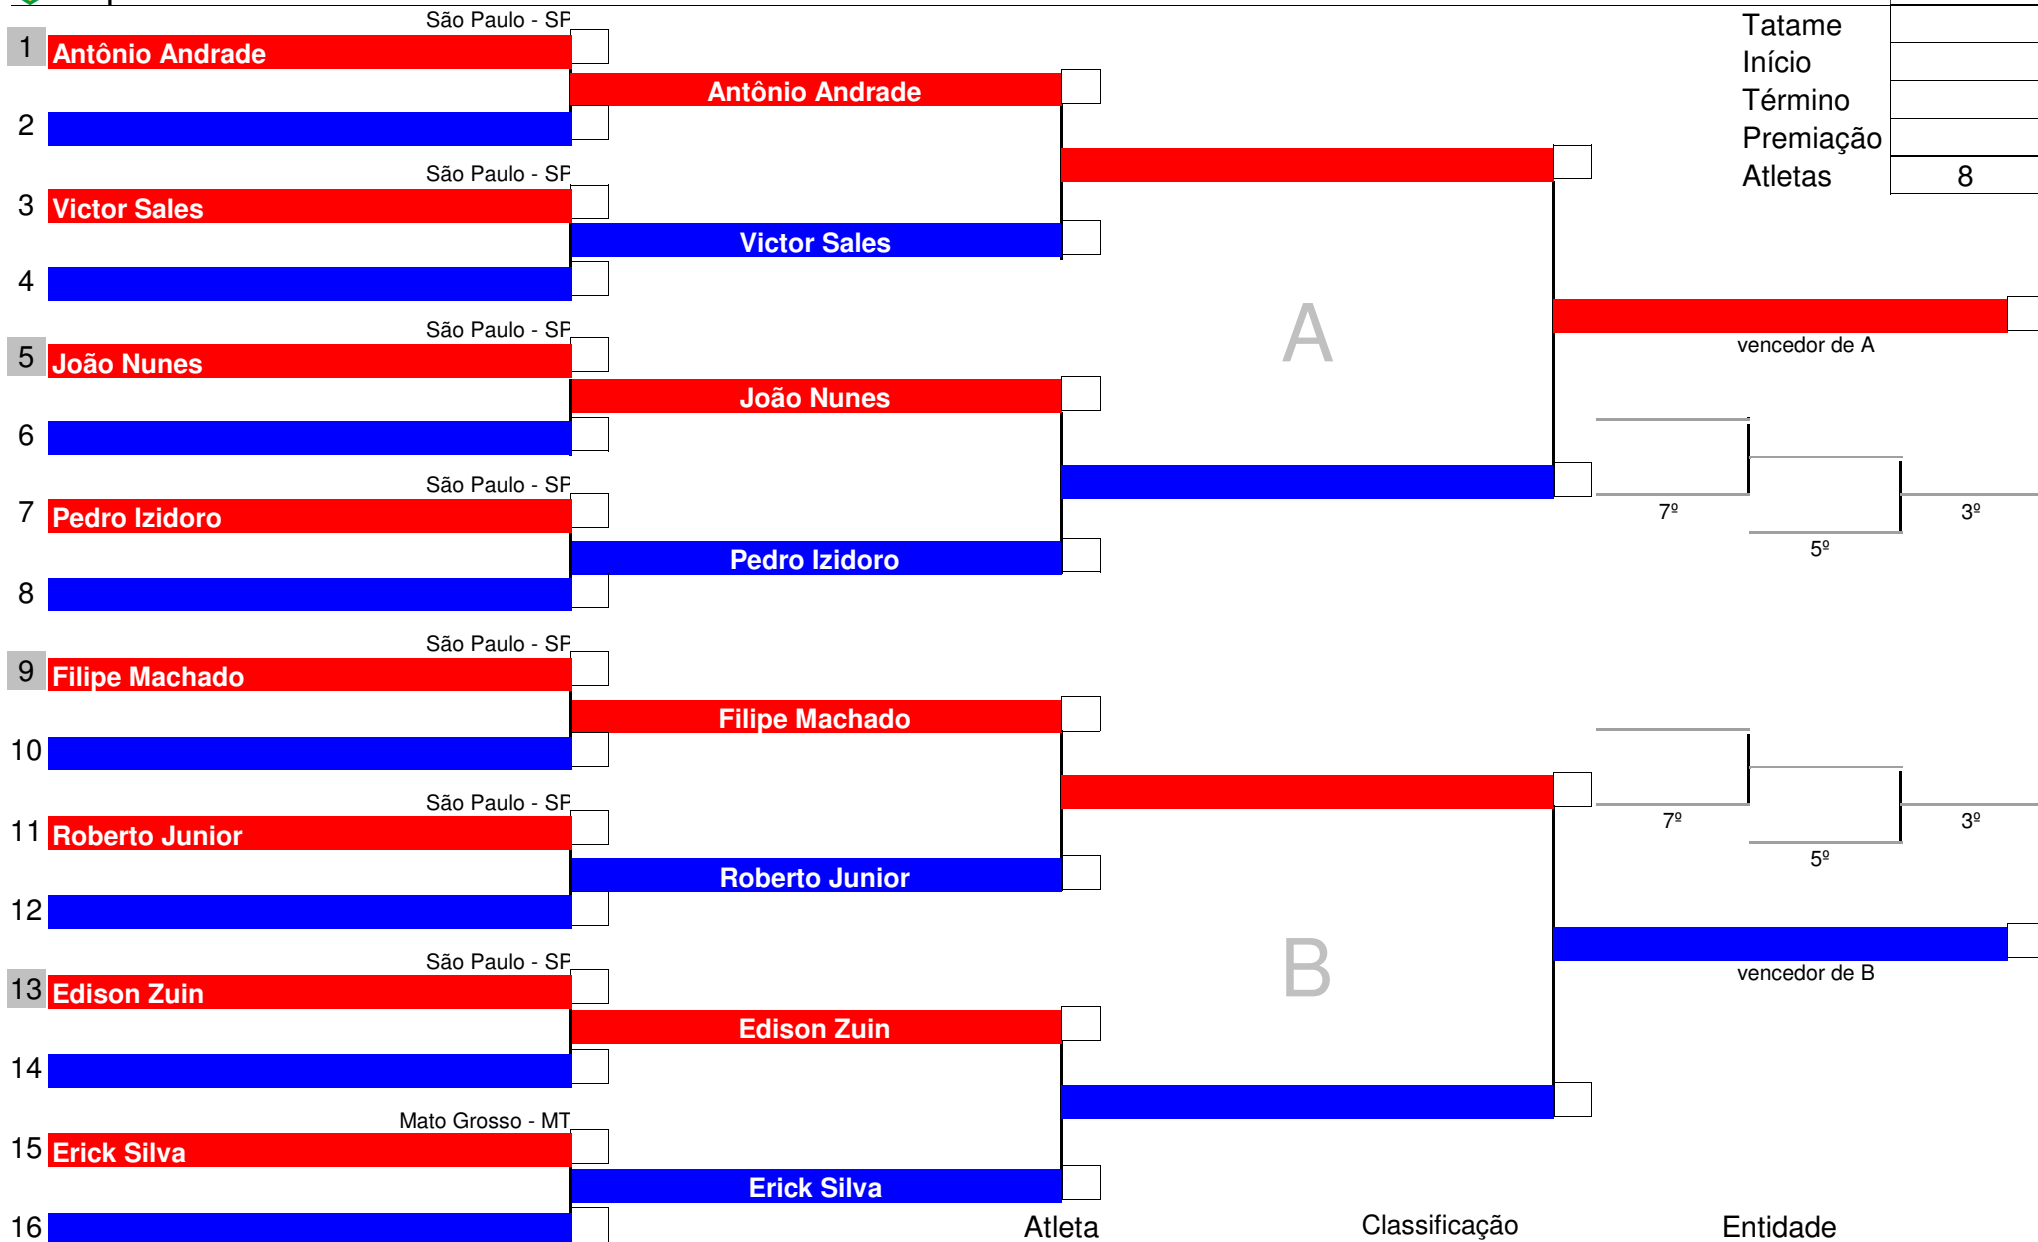 São Paulo - SP
Tatame
1 Antônio Andrade
Início
Antônio Andrade
Término
2
Premiação
São Paulo - SP
Atletas 8
3 Victor Sales
Victor Sales
4
São Paulo - SP
A
vencedor de A
5 João Nunes
João Nunes
6
São Paulo - SP
7º 3º
7 Pedro Izidoro
5º
Pedro Izidoro
8
São Paulo - SP
9 Filipe Machado
Filipe Machado
10
São Paulo - SP
7º 3º
11 Roberto Junior
5º
Roberto Junior
12
São Paulo - SP
B
vencedor de B
13 Edison Zuin
Edison Zuin
14
Mato Grosso - MT
15 Erick Silva
Erick Silva
16
Atleta Classificação Entidade